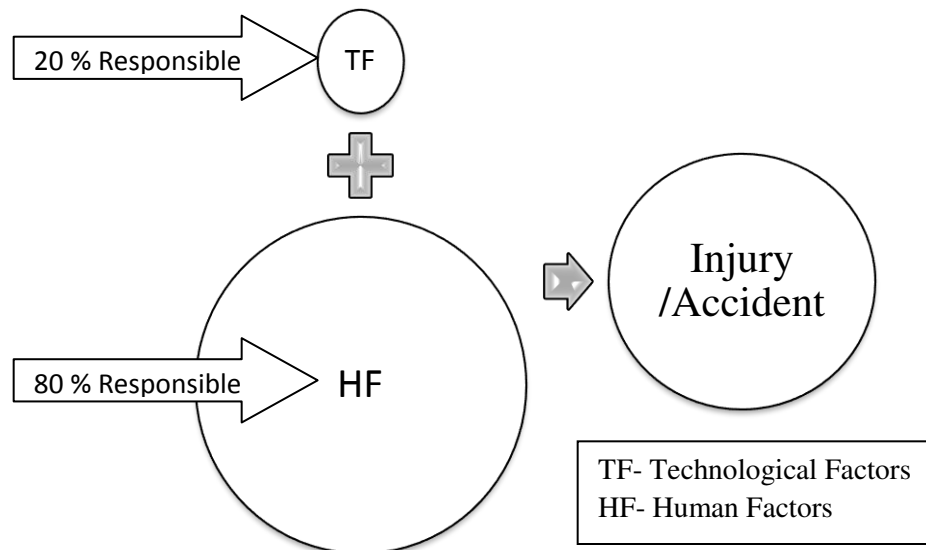 20 % Responsible
TF
80 % Responsible
HF
Injury
/Accident
TF- Technological Factors
HF- Human Factors